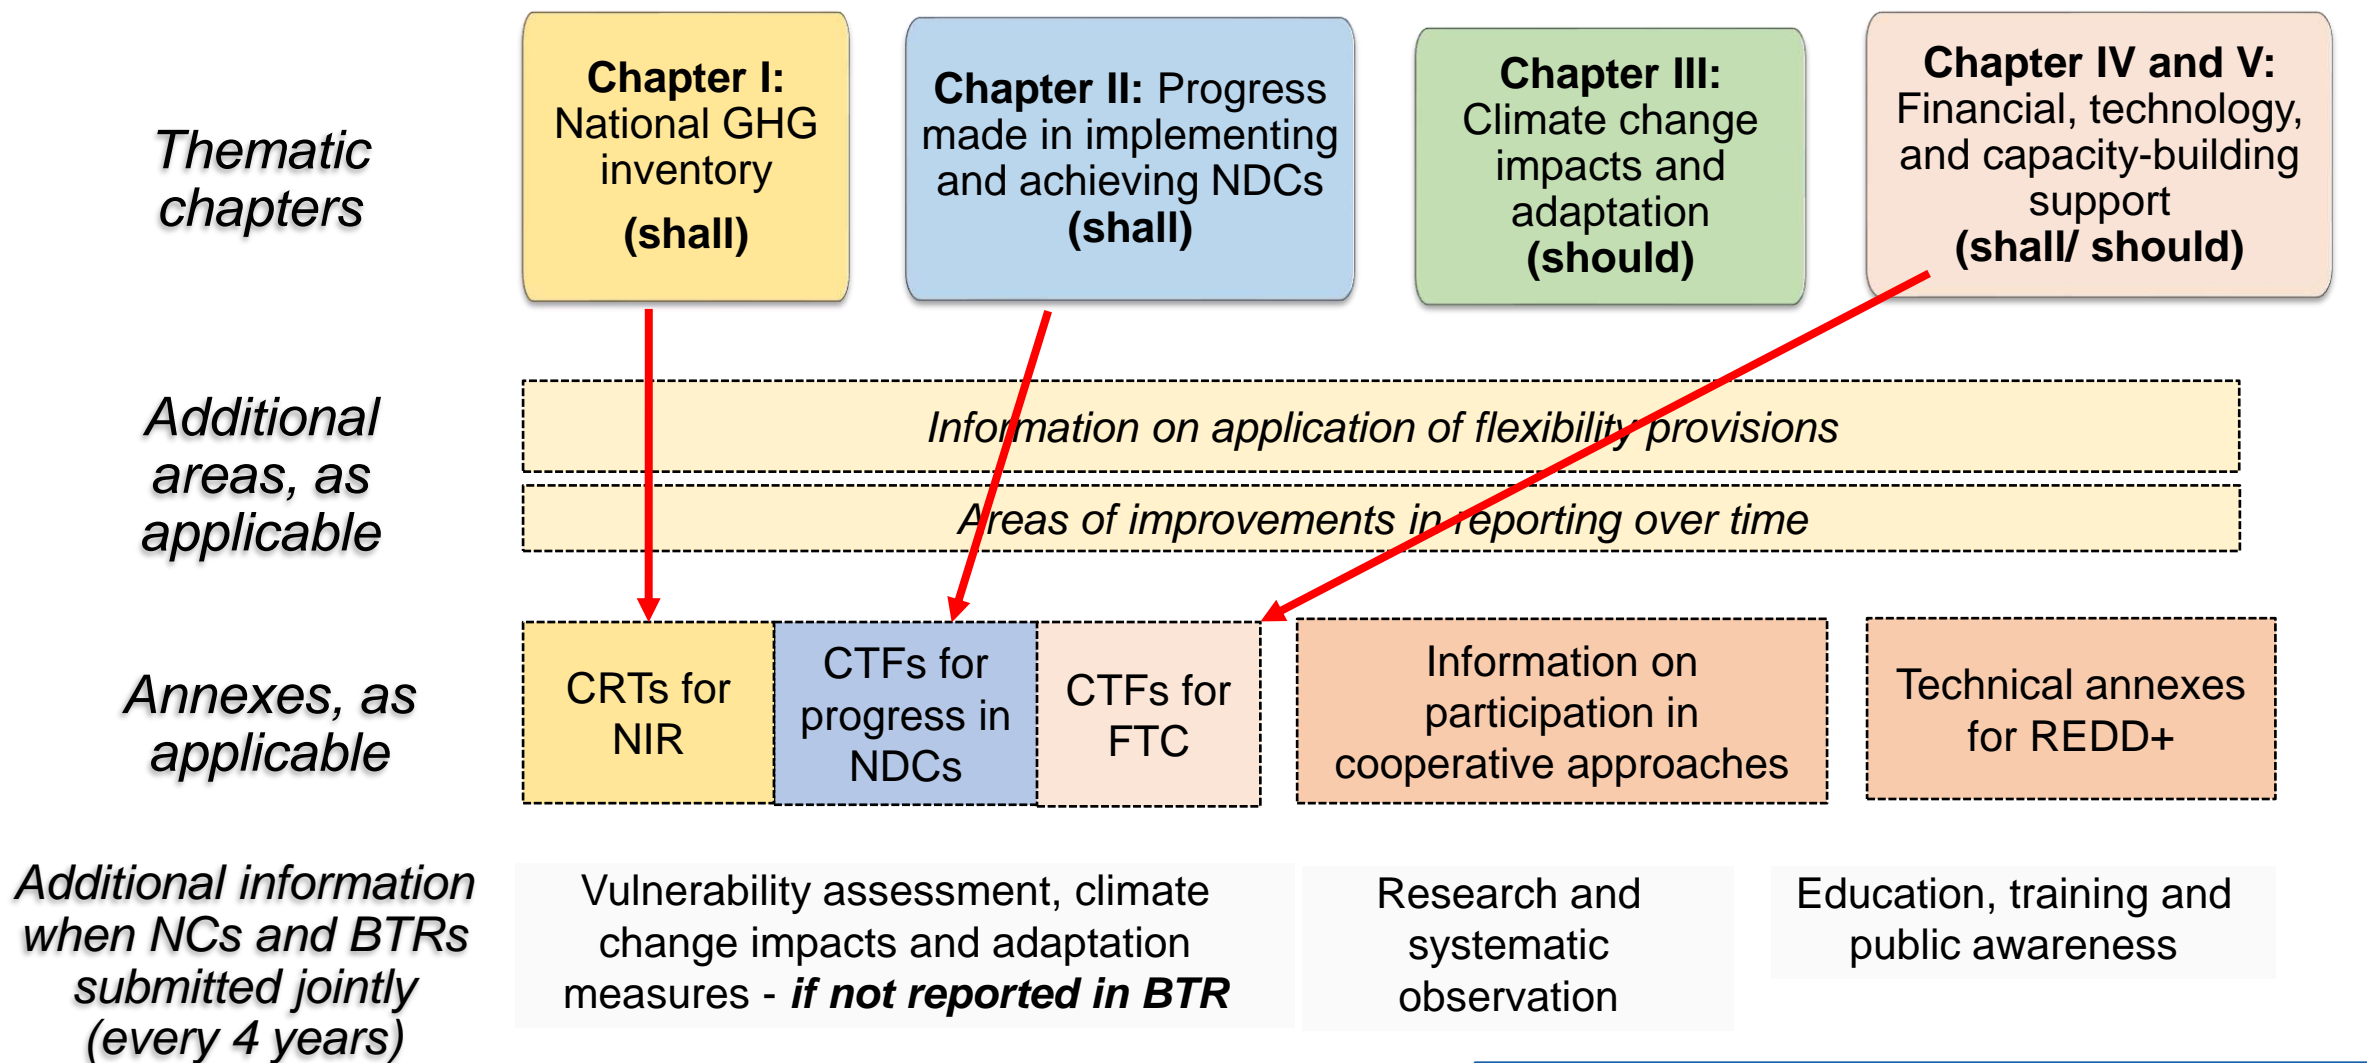 Thematic
chapters
Chapter I:
National GHG
inventory
(shall)
Chapter II: Progress
made in implementing
and achieving NDCs
(shall)
Chapter III:
Climate change
impacts and
adaptation
(should)
Chapter IV and V:
Financial, technology,
and capacity-building
support
(shall/ should)
Additional
areas, as
applicable
Information on application of flexibility provisions
Areas of improvements in reporting over time
Annexes, as
applicable
CRTs for
NIR
CTFs for
progress in
NDCs
CTFs for
FTC
Information on
participation in
cooperative approaches
Technical annexes
for REDD+
Additional information
when NCs and BTRs
submitted jointly
(every 4 years)
Vulnerability assessment, climate
change impacts and adaptation
measures - if not reported in BTR
Research and
systematic
observation
Education, training and
public awareness